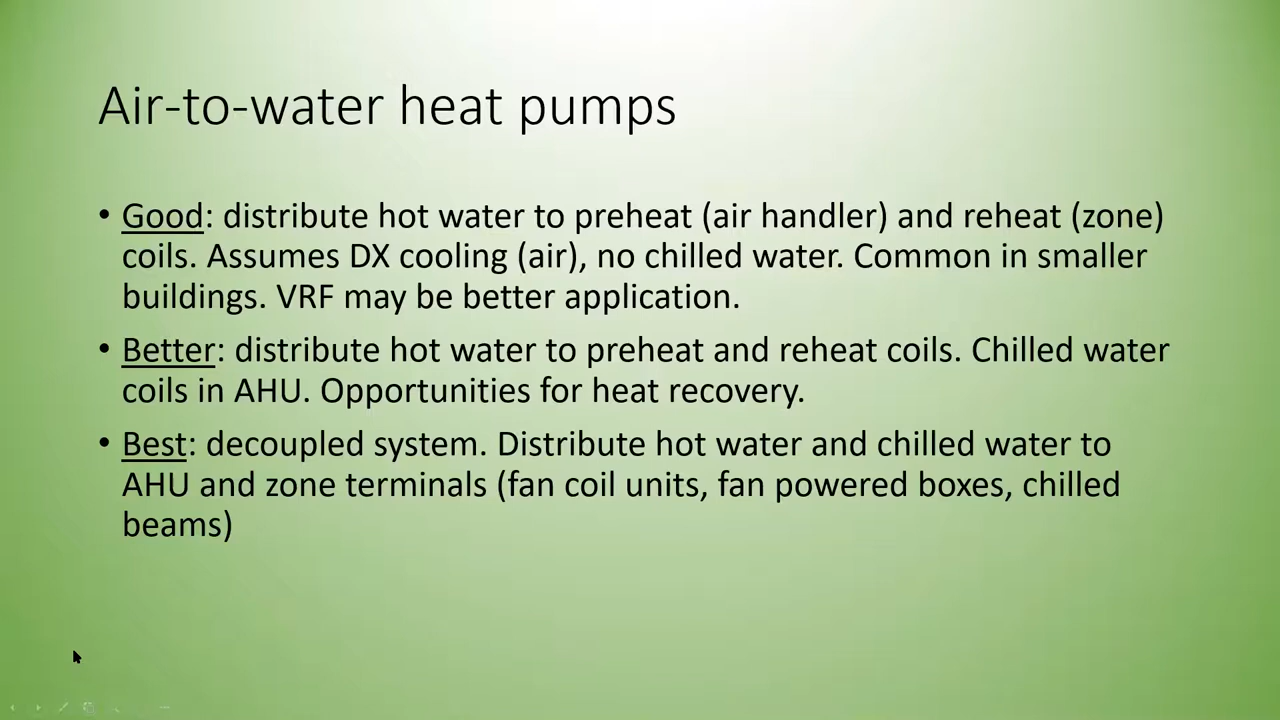 Air-to-water heat pumps
• Good: distribute hot water to preheat (air handler) and reheat (zone)
coils. Assumes DX cooling (air), no chilled water. Common in smaller
buildings. VRF may be better application.
• Better: distribute hot water to preheat and reheat coils. Chilled water
coils in AHU. Opportunities for heat recovery.
• Best: decoupled system. Distribute hot water and chilled water to
AHU and zone terminals (fan coil units, fan powered boxes, chilled
beams)